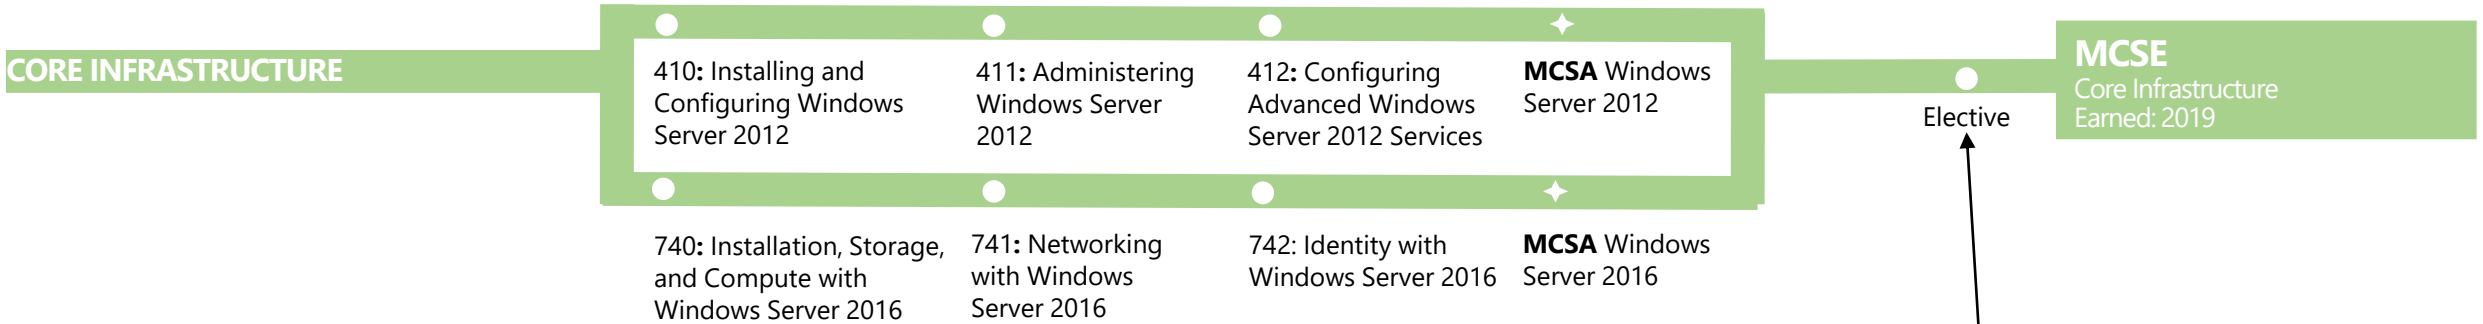 CORE INFRASTRUCTURE
410: Installing and
Configuring Windows
Server 2012
411: Administering
Windows Server
2012
412: Configuring
Advanced Windows
Server 2012 Services
MCSA Windows
Server 2012
740: Installation, Storage,
and Compute with
Windows Server 2016
741: Networking
with Windows
Server 2016
742: Identity with
Windows Server 2016
MCSA Windows
Server 2016
Elective
MCSE
Core Infrastructure
Earned: 2019